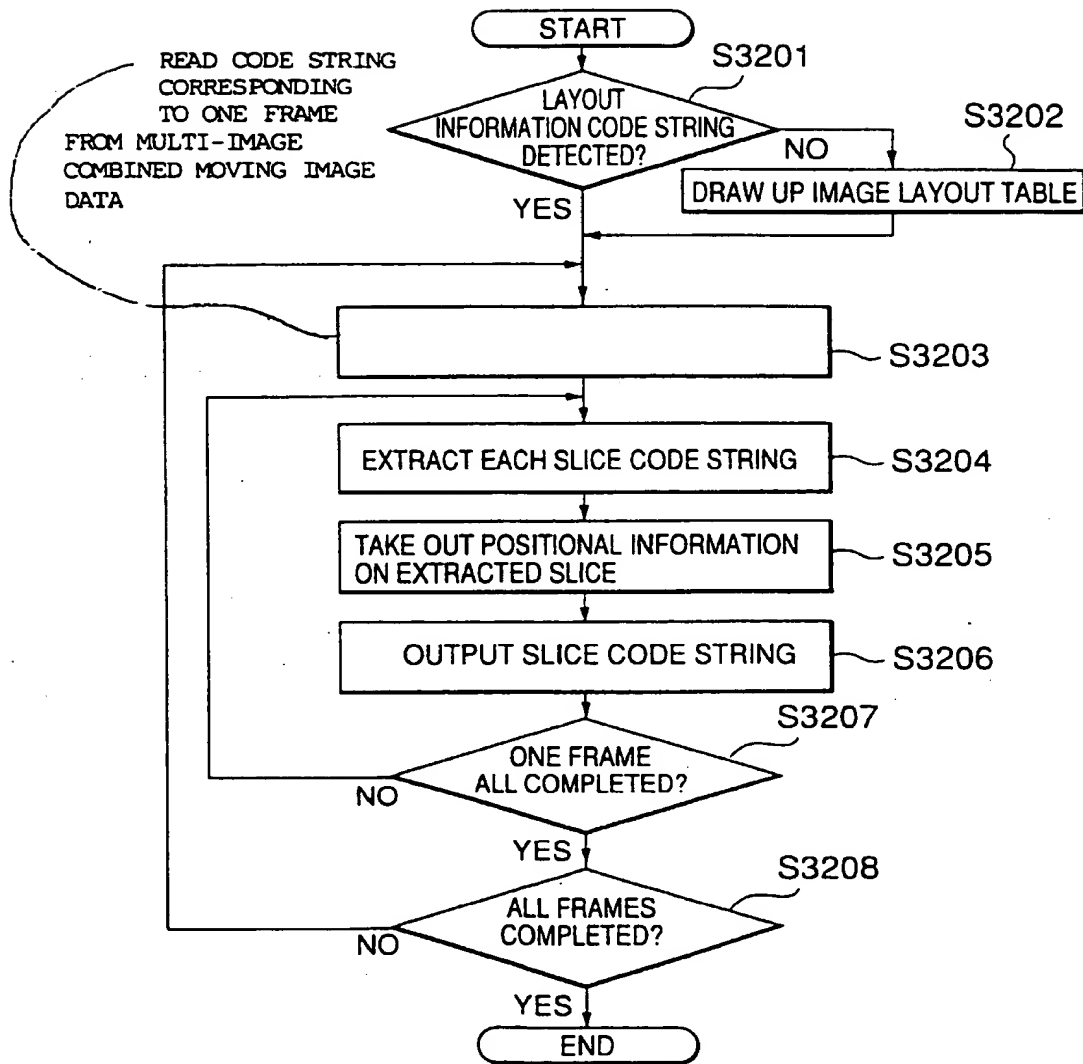 START
READ CODE STRING
CORRESPONDING
TO ONE FRAME
FROM MULTI-IMAGE
COMBINED MOVING IMAGE
DATA
S3201
LAYOUT
INFORMATION CODE STRING
DETECTED?
NO
S3202
DRAW UP IMAGE LAYOUT TABLE
YES
S3203
EXTRACT EACH SLICE CODE STRING
S3204
TAKE OUT POSITIONAL INFORMATION
ON EXTRACTED SLICE
S3205
OUTPUT SLICE CODE STRING
S3206
S3207
ONE FRAME
ALL COMPLETED?
NO
YES
S3208
ALL FRAMES
COMPLETED?
NO
YES
END